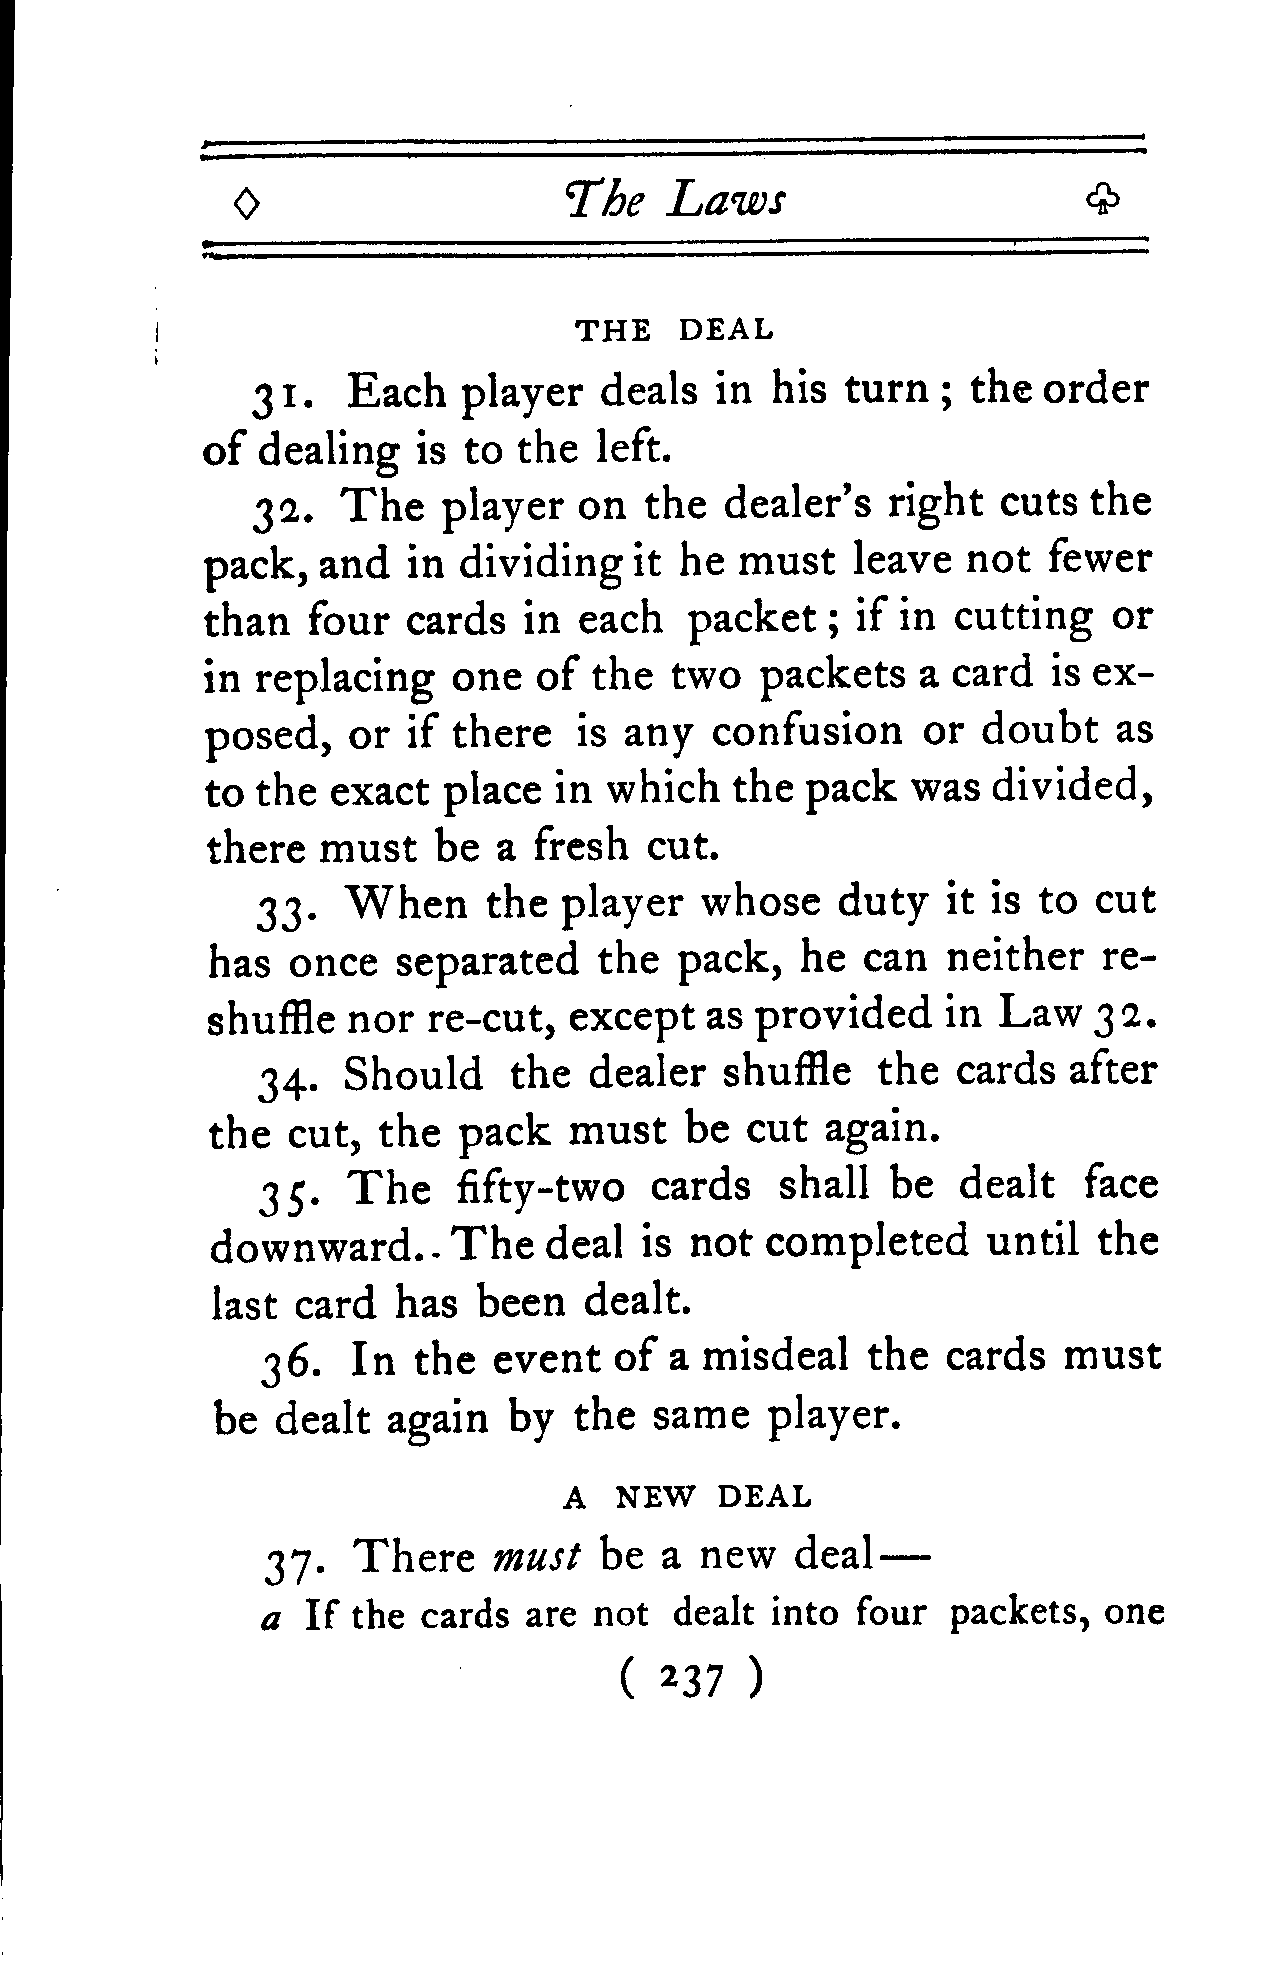 ◇ The Laws ♧
THE DEAL
31. Each player deals in his turn; the order
of dealing is to the left.
32. The player on the dealer's right cuts the
pack, and in dividing it he must leave not fewer
than four cards in each packet; if in cutting or
in replacing one of the two packets a card is ex-
posed, or if there is any confusion or doubt as
to the exact place in which the pack was divided,
there must be a fresh cut.
33. When the player whose duty it is to cut
has once separated the pack, he can neither re-
shuffle nor re-cut, except as provided in Law 32.
34. Should the dealer shuffle the cards after
the cut, the pack must be cut again.
35. The fifty-two cards shall be dealt face
downward.. The deal is not completed until the
last card has been dealt.
36. In the event of a misdeal the cards must
be dealt again by the same player.
A NEW DEAL
37. There must be a new deal—
a If the cards are not dealt into four packets, one
( 237 )